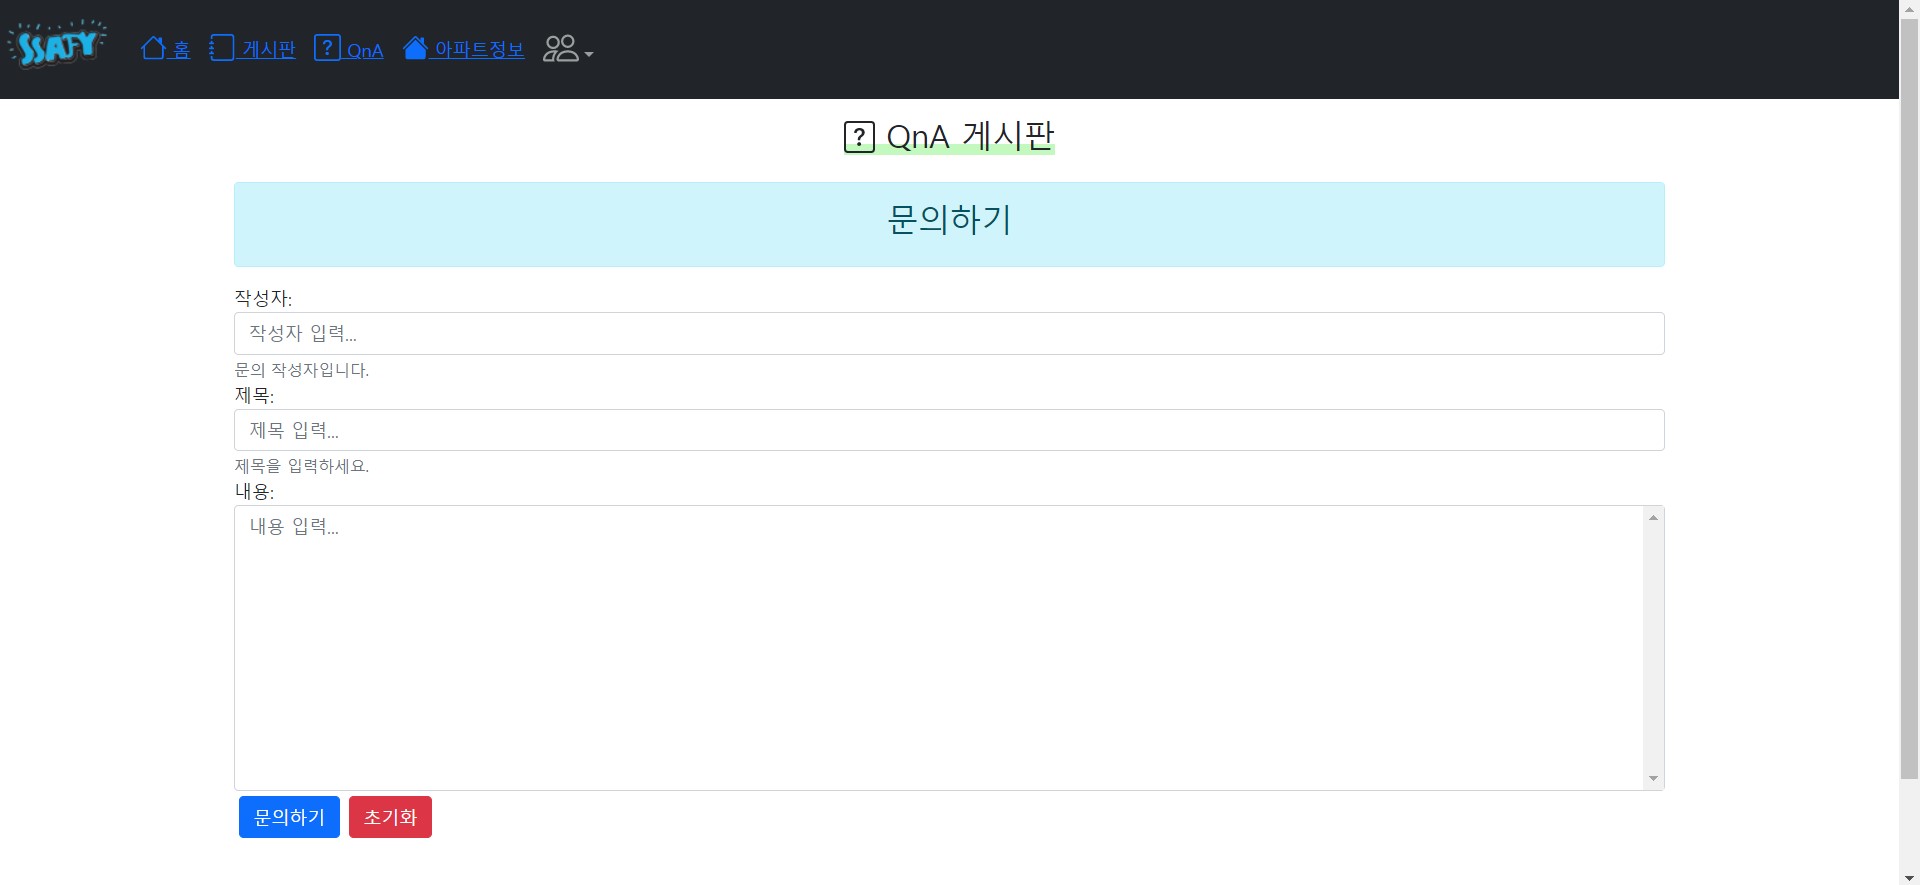 SSAFY 홈 게시판 ? QnA 아파트정보
? QnA 게시판
문의하기
작성자:
작성자 입력...
문의 작성자입니다.
제목:
제목 입력...
제목을 입력하세요.
내용:
내용 입력...
문의하기 초기화